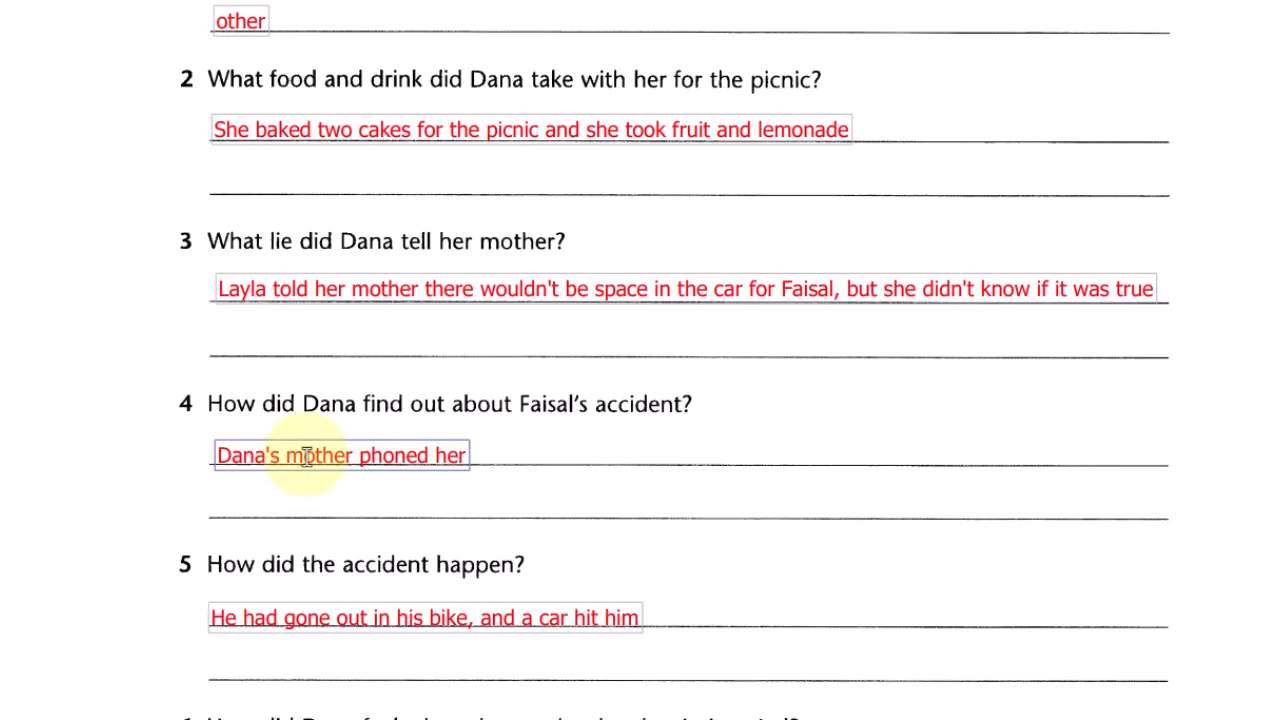 other
2 What food and drink did Dana take with her for the picnic?
She baked two cakes for the picnic and she took fruit and lemonade
3 What lie did Dana tell her mother?
Layla told her mother there wouldn't be space in the car for Faisal, but she didn't know if it was true
4 How did Dana find out about Faisal's accident?
Dana's mother phoned her
5 How did the accident happen?
He had gone out in his bike, and a car hit him